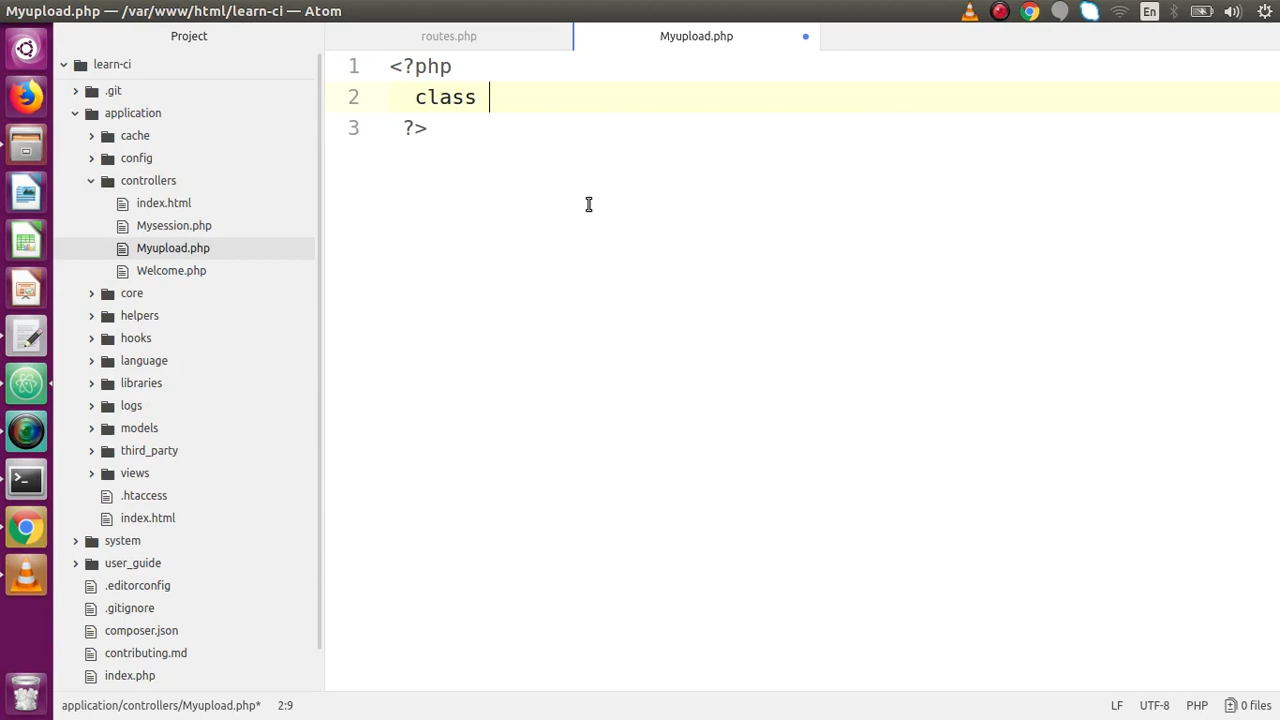 Myupload.php — /var/www/html/learn-ci — Atom
En
Project
routes.php
Myupload.php
learn-ci
.git
application
cache
config
controllers
index.html
Mysession.php
Myupload.php
Welcome.php
core
helpers
hooks
language
libraries
logs
models
third_party
views
.htaccess
index.html
system
user_guide
.editorconfig
.gitignore
composer.json
contributing.md
index.php
1 <?php
2 class
3 ?>
application/controllers/Myupload.php* 2:9
LF UTF-8 PHP 0 files